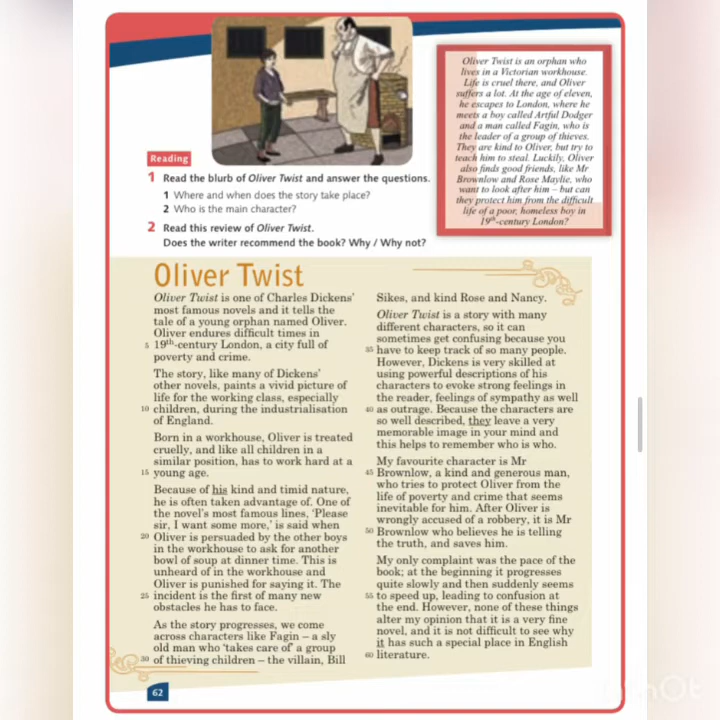 Oliver Twist is an orphan who
lives in a Victorian workhouse.
Life is cruel there, and Oliver
suffers a lot. At the age of eleven,
he escapes to London, where he
meets a boy called Artful Dodger
and a man called Fagin, who is
the leader of a group of thieves.
They are kind to Oliver, but try to
teach him to steal. Luckily, Oliver
also finds good friends, like Mr
Brownlow and Rose Maylie, who
want to look after him – but can
they protect him from the difficult
life of a poor, homeless boy in
19th-century London?
Reading
1 Read the blurb of Oliver Twist and answer the questions.
1 Where and when does the story take place?
2 Who is the main character?
2 Read this review of Oliver Twist.
Does the writer recommend the book? Why / Why not?
Oliver Twist
Oliver Twist is one of Charles Dickens'
most famous novels and it tells the
tale of a young orphan named Oliver.
Oliver endures difficult times in
5 19th-century London, a city full of
poverty and crime.
The story, like many of Dickens'
other novels, paints a vivid picture of
life for the working class, especially
10 children, during the industrialisation
of England.
Born in a workhouse, Oliver is treated
cruelly, and like all children in a
similar position, has to work hard at a
15 young age.
Because of his kind and timid nature,
he is often taken advantage of. One of
the novel's most famous lines, 'Please
sir, I want some more,' is said when
20 Oliver is persuaded by the other boys
in the workhouse to ask for another
bowl of soup at dinner time. This is
unheard of in the workhouse and
Oliver is punished for saying it. The
25 incident is the first of many new
obstacles he has to face.
As the story progresses, we come
across characters like Fagin – a sly
old man who 'takes care of' a group
30 of thieving children – the villain, Bill
Sikes, and kind Rose and Nancy.
Oliver Twist is a story with many
different characters, so it can
sometimes get confusing because you
35 have to keep track of so many people.
However, Dickens is very skilled at
using powerful descriptions of his
characters to evoke strong feelings in
the reader, feelings of sympathy as well
40 as outrage. Because the characters are
so well described, they leave a very
memorable image in your mind and
this helps to remember who is who.
My favourite character is Mr
45 Brownlow, a kind and generous man,
who tries to protect Oliver from the
life of poverty and crime that seems
inevitable for him. After Oliver is
wrongly accused of a robbery, it is Mr
50 Brownlow who believes he is telling
the truth, and saves him.
My only complaint was the pace of the
book; at the beginning it progresses
quite slowly and then suddenly seems
55 to speed up, leading to confusion at
the end. However, none of these things
alter my opinion that it is a very fine
novel, and it is not difficult to see why
it has such a special place in English
60 literature.
62